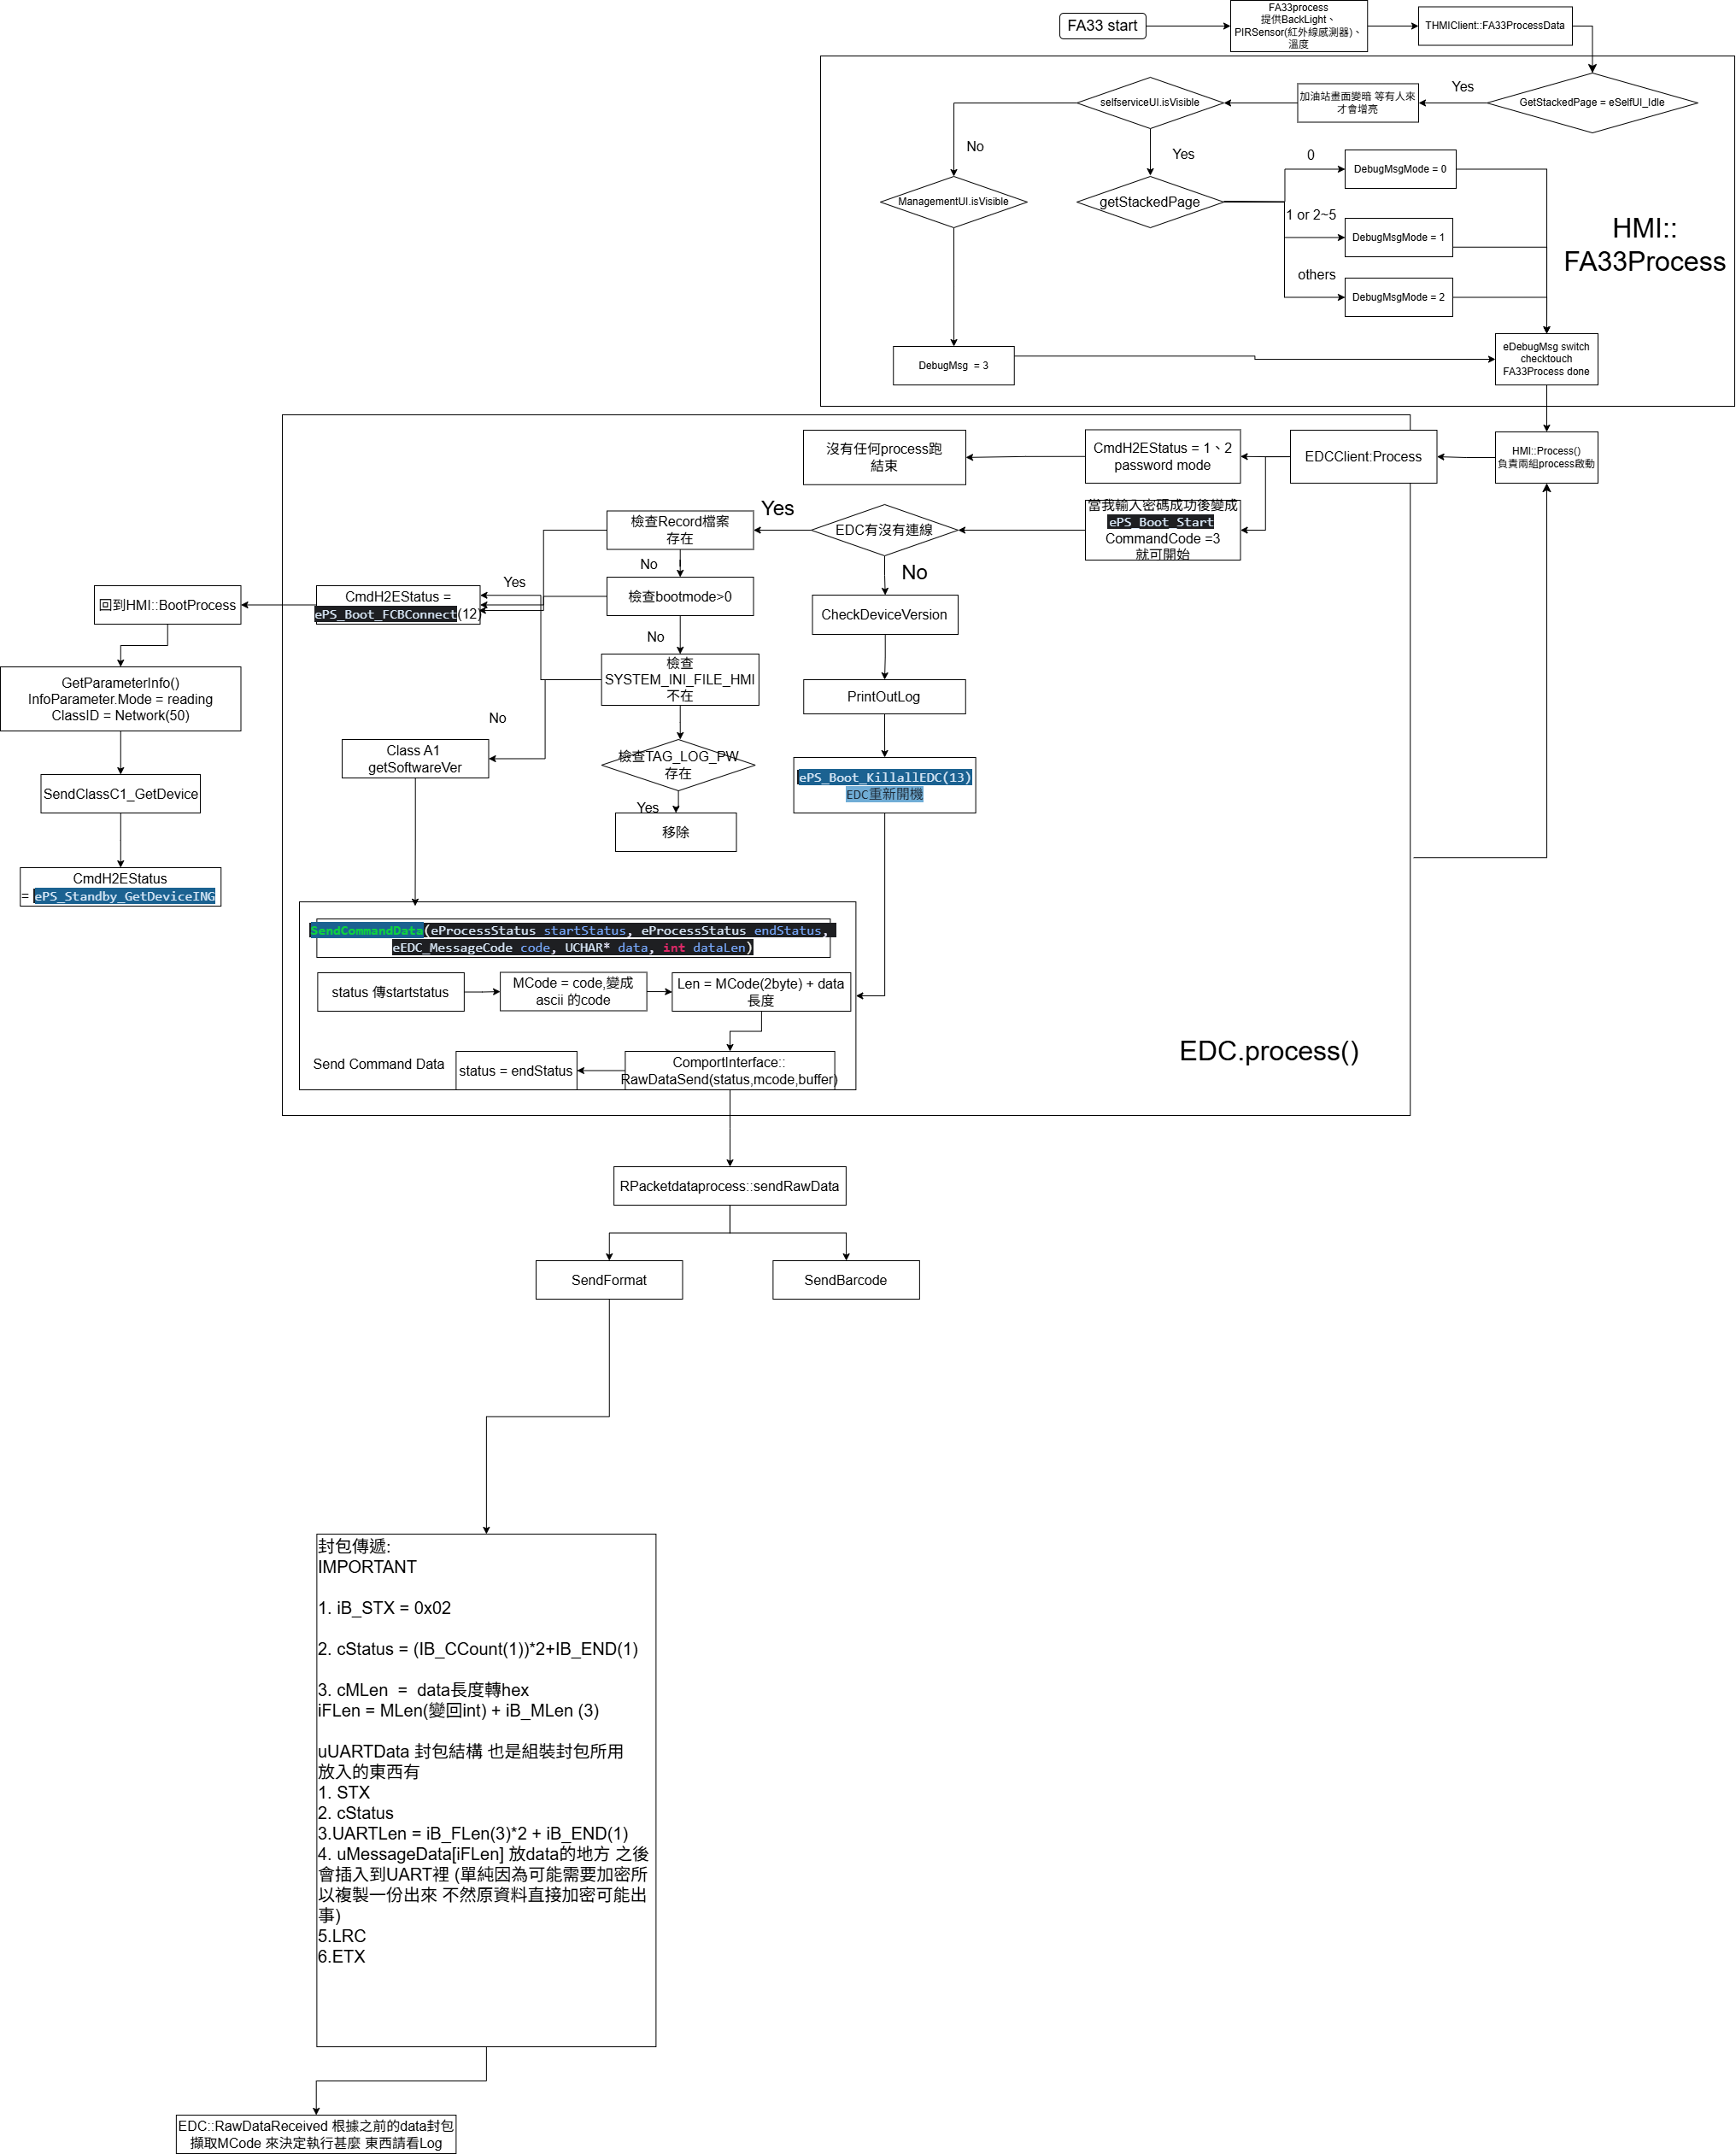 FA33 start
FA33process
提供BackLight、
PIRSensor(紅外線感測器)、
溫度
THMIClient::FA33ProcessData
GetStackedPage = eSelfUI_Idle
Yes
加油站畫面變暗 等有人來
才會增亮
selfserviceUI.isVisible
No
Yes
ManagementUI.isVisible
getStackedPage
0
DebugMsgMode = 0
1 or 2~5
DebugMsgMode = 1
others
DebugMsgMode = 2
HMI::
FA33Process
DebugMsg = 3
eDebugMsg switch
checktouch
FA33Process done
HMI::Process()
負責兩組process啟動
EDCClient:Process
CmdH2EStatus = 1、2
password mode
沒有任何process跑
結束
當我輸入密碼成功後變成
ePS_Boot_Start
CommandCode =3
就可開始
EDC有沒有連線
Yes
No
檢查Record檔案
存在
No
檢查bootmode>0
No
檢查
SYSTEM_INI_FILE_HMI
不在
檢查TAG_LOG_PW
存在
Yes
移除
CheckDeviceVersion
PrintOutLog
ePS_Boot_KillallEDC(13)
EDC重新開機
Yes
CmdH2EStatus =
ePS_Boot_FCBConnect(12)
No
Class A1
getSoftwareVer
回到HMI::BootProcess
GetParameterInfo()
InfoParameter.Mode = reading
ClassID = Network(50)
SendClassC1_GetDevice
CmdH2EStatus
= ePS_Standby_GetDeviceING
SendCommandData(eProcessStatus startStatus, eProcessStatus endStatus,
eEDC_MessageCode code, UCHAR* data, int dataLen)
status 傳startstatus
MCode = code,變成
ascii 的code
Len = MCode(2byte) + data
長度
Send Command Data
status = endStatus
ComportInterface::
RawDataSend(status,mcode,buffer)
EDC.process()
RPacketdataprocess::sendRawData
SendFormat
SendBarcode
封包傳遞:
IMPORTANT
1. iB_STX = 0x02
2. cStatus = (IB_CCount(1))*2+IB_END(1)
3. cMLen = data長度轉hex
iFLen = MLen(變回int) + iB_MLen (3)
uUARTData 封包結構 也是組裝封包所用
放入的東西有
1. STX
2. cStatus
3.UARTLen = iB_FLen(3)*2 + iB_END(1)
4. uMessageData[iFLen] 放data的地方 之後
會插入到UART裡 (單純因為可能需要加密所
以複製一份出來 不然原資料直接加密可能出
事)
5.LRC
6.ETX
EDC::RawDataReceived 根據之前的data封包
擷取MCode 來決定執行甚麼 東西請看Log